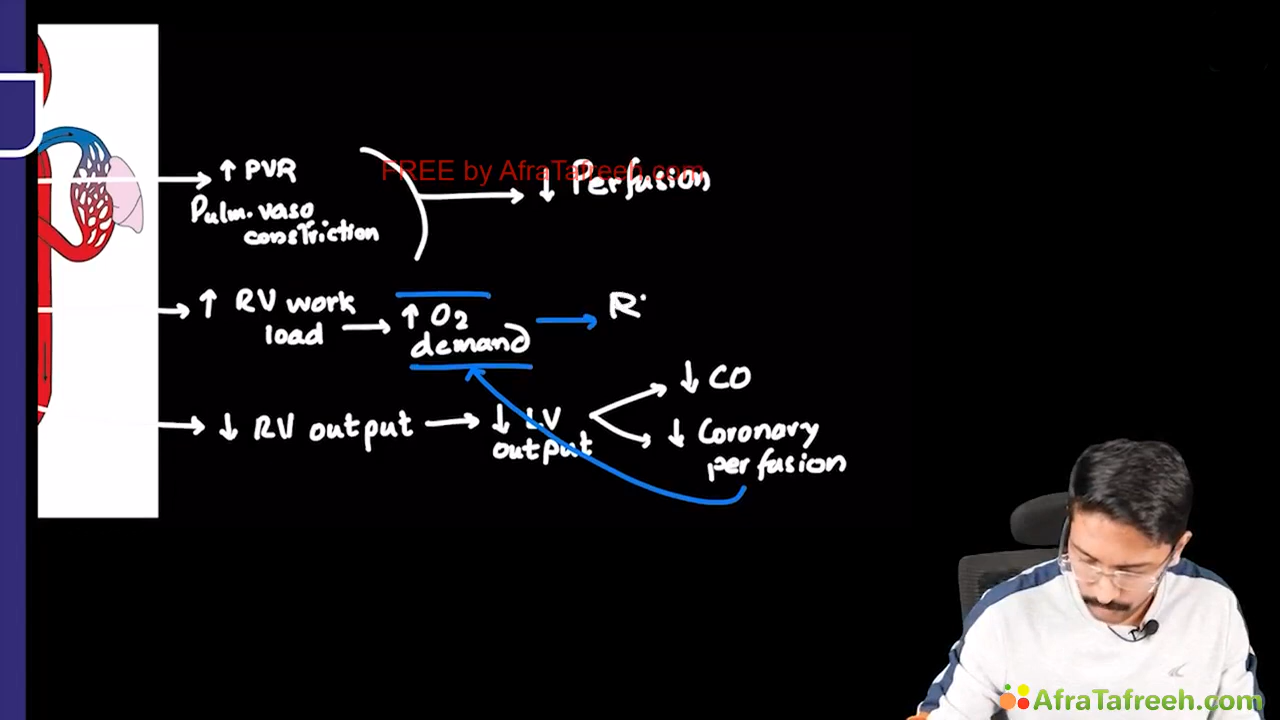 ↑ PVR
Pulm. vaso
constriction
FREE by AfraTafreeh.com
↓ Perfusion
↑ RV work
load → ↑ O2
demand → R
↓ RV output → ↓ LV
output
↓ CO
↓ Coronary
perfusion
AfraTafreeh.com